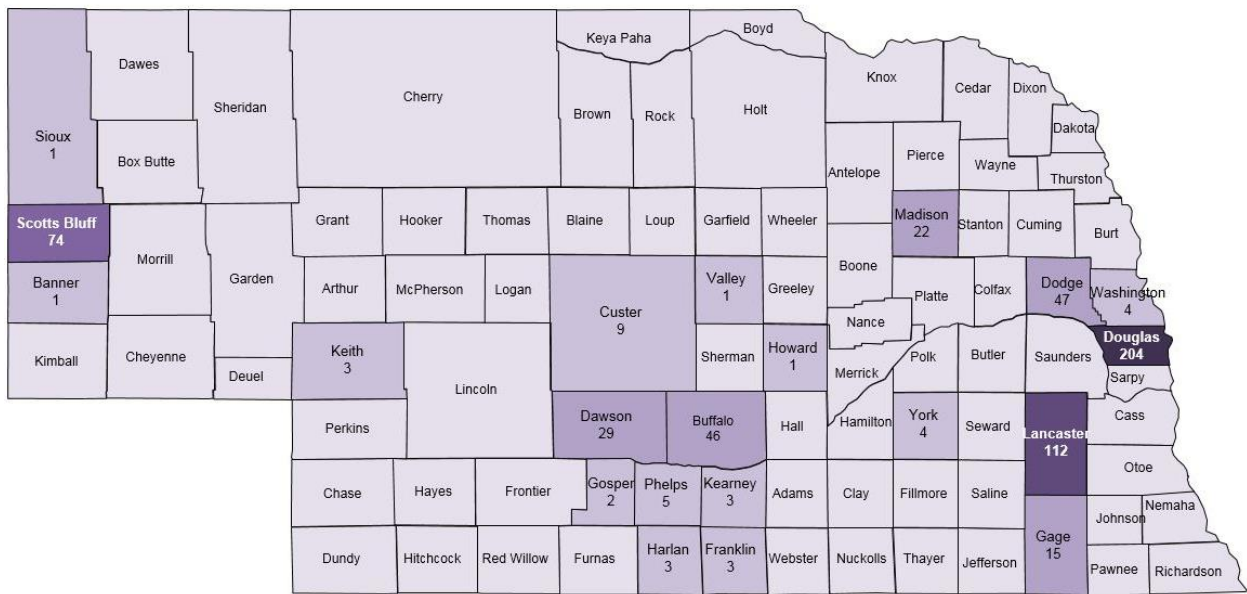 Keya Paha
Boyd
Dawes
Sheridan
Cherry
Brown
Rock
Holt
Knox
Cedar
Dixon
Dakota
Sioux
1
Box Butte
Antelope
Pierce
Wayne
Thurston
Scotts Bluff
74
Morrill
Garden
Grant
Hooker
Thomas
Blaine
Loup
Garfield
Wheeler
Madison
22
Stanton
Cuming
Burt
Banner
1
Arthur
McPherson
Logan
Custer
9
Valley
1
Greeley
Boone
Platte
Colfax
Dodge
47
Washington
4
Nance
Kimball
Cheyenne
Deuel
Keith
3
Lincoln
Sherman
Howard
1
Merrick
Polk
Butler
Saunders
Douglas
204
Sarpy
Perkins
Dawson
29
Buffalo
46
Hall
Hamilton
York
4
Seward
Lancaster
112
Cass
Otoe
Chase
Hayes
Frontier
Gosper
2
Phelps
5
Kearney
3
Adams
Clay
Fillmore
Saline
Johnson
Nemaha
Dundy
Hitchcock
Red Willow
Furnas
Harlan
3
Franklin
3
Webster
Nuckolls
Thayer
Jefferson
Gage
15
Pawnee
Richardson